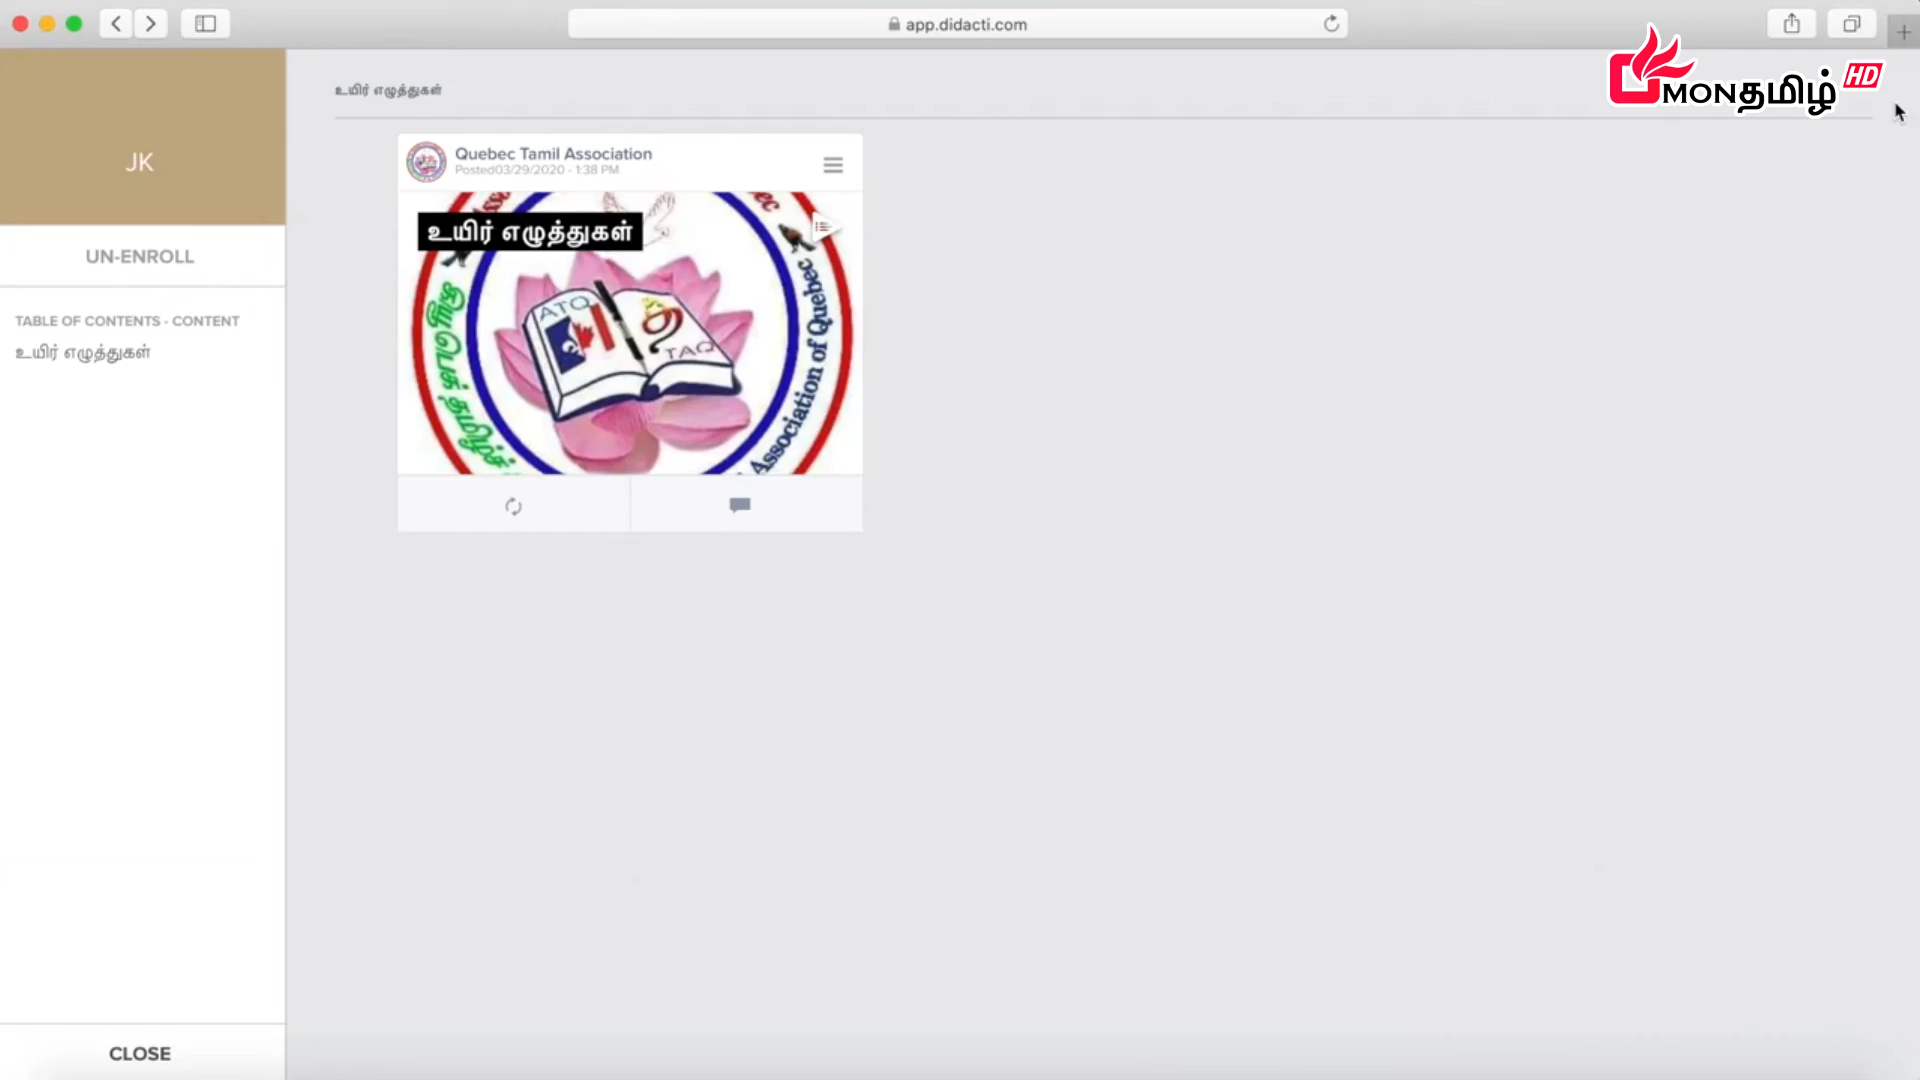 app.didacti.com
MONதமிழ் HD
JK
UN-ENROLL
TABLE OF CONTENTS - CONTENT
உயிர் எழுத்துகள்
CLOSE
உயிர் எழுத்துகள்
Quebec Tamil Association
Posted03/29/2020 - 1:38 PM
உயிர் எழுத்துகள்
ATQ
த
TAQ
Association of Quebec